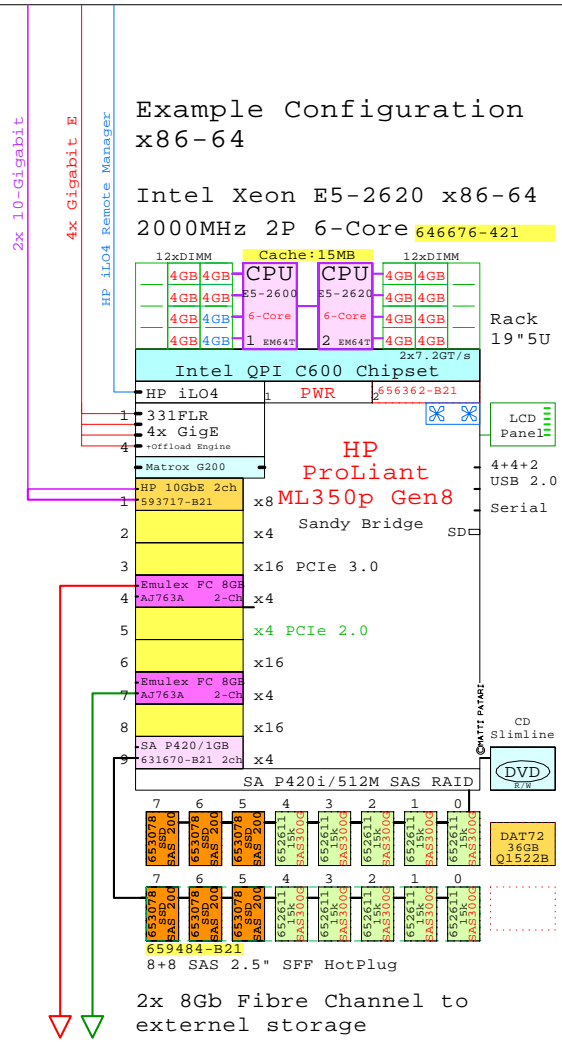 2x 10-Gigabit
4x Gigabit E
HP iLO4 Remote Manager
Example Configuration
x86-64
Intel Xeon E5-2620 x86-64
2000MHz 2P 6-Core 646676-421
12xDIMM Cache:15MB 12xDIMM
4GB 4GB CPU CPU 4GB 4GB
4GB 4GB E5-2600 E5-2620 4GB 4GB
4GB 4GB 6-Core 6-Core 4GB 4GB
4GB 4GB 1 EM64T 2 EM64T 4GB 4GB
Rack
19"5U
2x7.2GT/s
Intel QPI C600 Chipset
HP iLO4 1 PWR 2 656362-B21
1 331FLR
4x GigE
4 +Offload Engine
LCD
Panel
Matrox G200
HP
ProLiant
ML350p Gen8
Sandy Bridge
4+4+2
USB 2.0
Serial
SD
HP 10GbE 2ch
1 593717-B21 x8
2 x4
3 x16 PCIe 3.0
Emulex FC 8GB
4 AJ763A 2-Ch x4
5 x4 PCIe 2.0
6 x16
Emulex FC 8GB
7 AJ763A 2-Ch x4
8 x16
SA P420/1GB
9 631670-B21 2ch x4
©MATTI PATARI
CD
Slimline
DVD
R/W
SA P420i/512M SAS RAID
7 6 5 4 3 2 1 0
653078 SSD SAS 200
653078 SSD SAS 200
653078 SSD SAS 200
652611 15k SAS300G
652611 15k SAS300G
652611 15k SAS300G
652611 15k SAS300G
652611 15k SAS300G
DAT72
36GB
Q1522B
7 6 5 4 3 2 1 0
653078 SSD SAS 200
653078 SSD SAS 200
653078 SSD SAS 200
652611 15k SAS300G
652611 15k SAS300G
652611 15k SAS300G
652611 15k SAS300G
652611 15k SAS300G
659484-B21
8+8 SAS 2.5" SFF HotPlug
2x 8Gb Fibre Channel to
externel storage